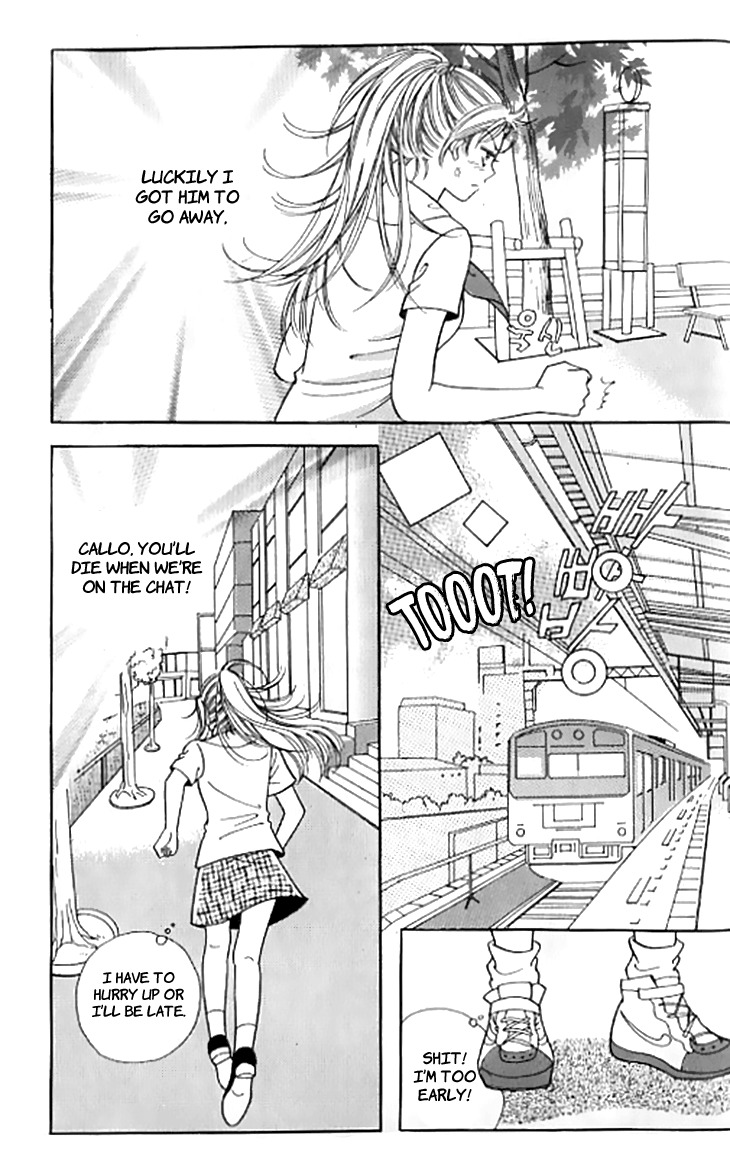 LUCKILY I
GOT HIM TO
GO AWAY.
CALLO, YOU'LL
DIE WHEN WE'RE
ON THE CHAT!
I HAVE TO
HURRY UP OR
I'LL BE LATE.
TOOOT!
SHIT!
I'M TOO
EARLY!